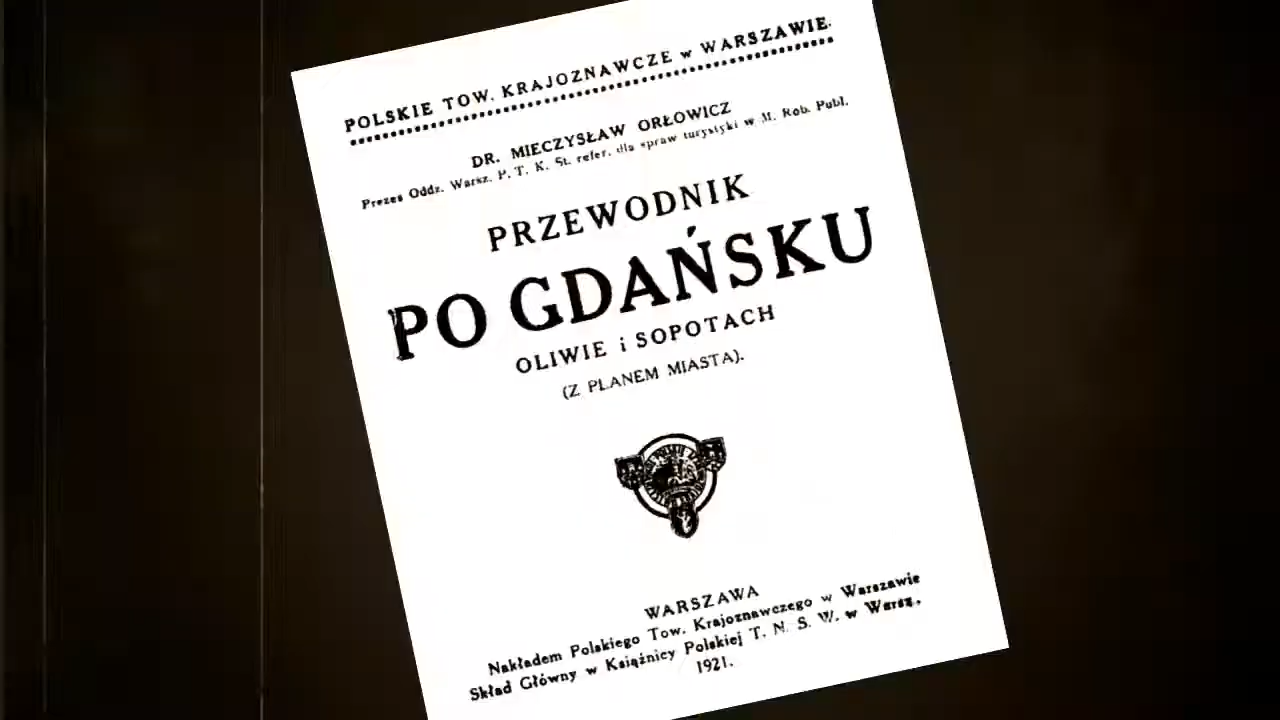 POLSKIE TOW. KRAJOZNAWCZE w WARSZAWIE.
DR. MIECZYSŁAW ORŁOWICZ
Prezes Oddz. Warsz. P. T. K. St. refer. dla spraw turystyki w M. Rob. Publ.
PRZEWODNIK
PO GDAŃSKU
OLIWIE i SOPOTACH
(Z PLANEM MIASTA).
WARSZAWA
Nakładem Polskiego Tow. Krajoznawczego w Warszawie
Skład Główny w Książnicy Polskiej T. N. S. W. w Warsz.
1921.